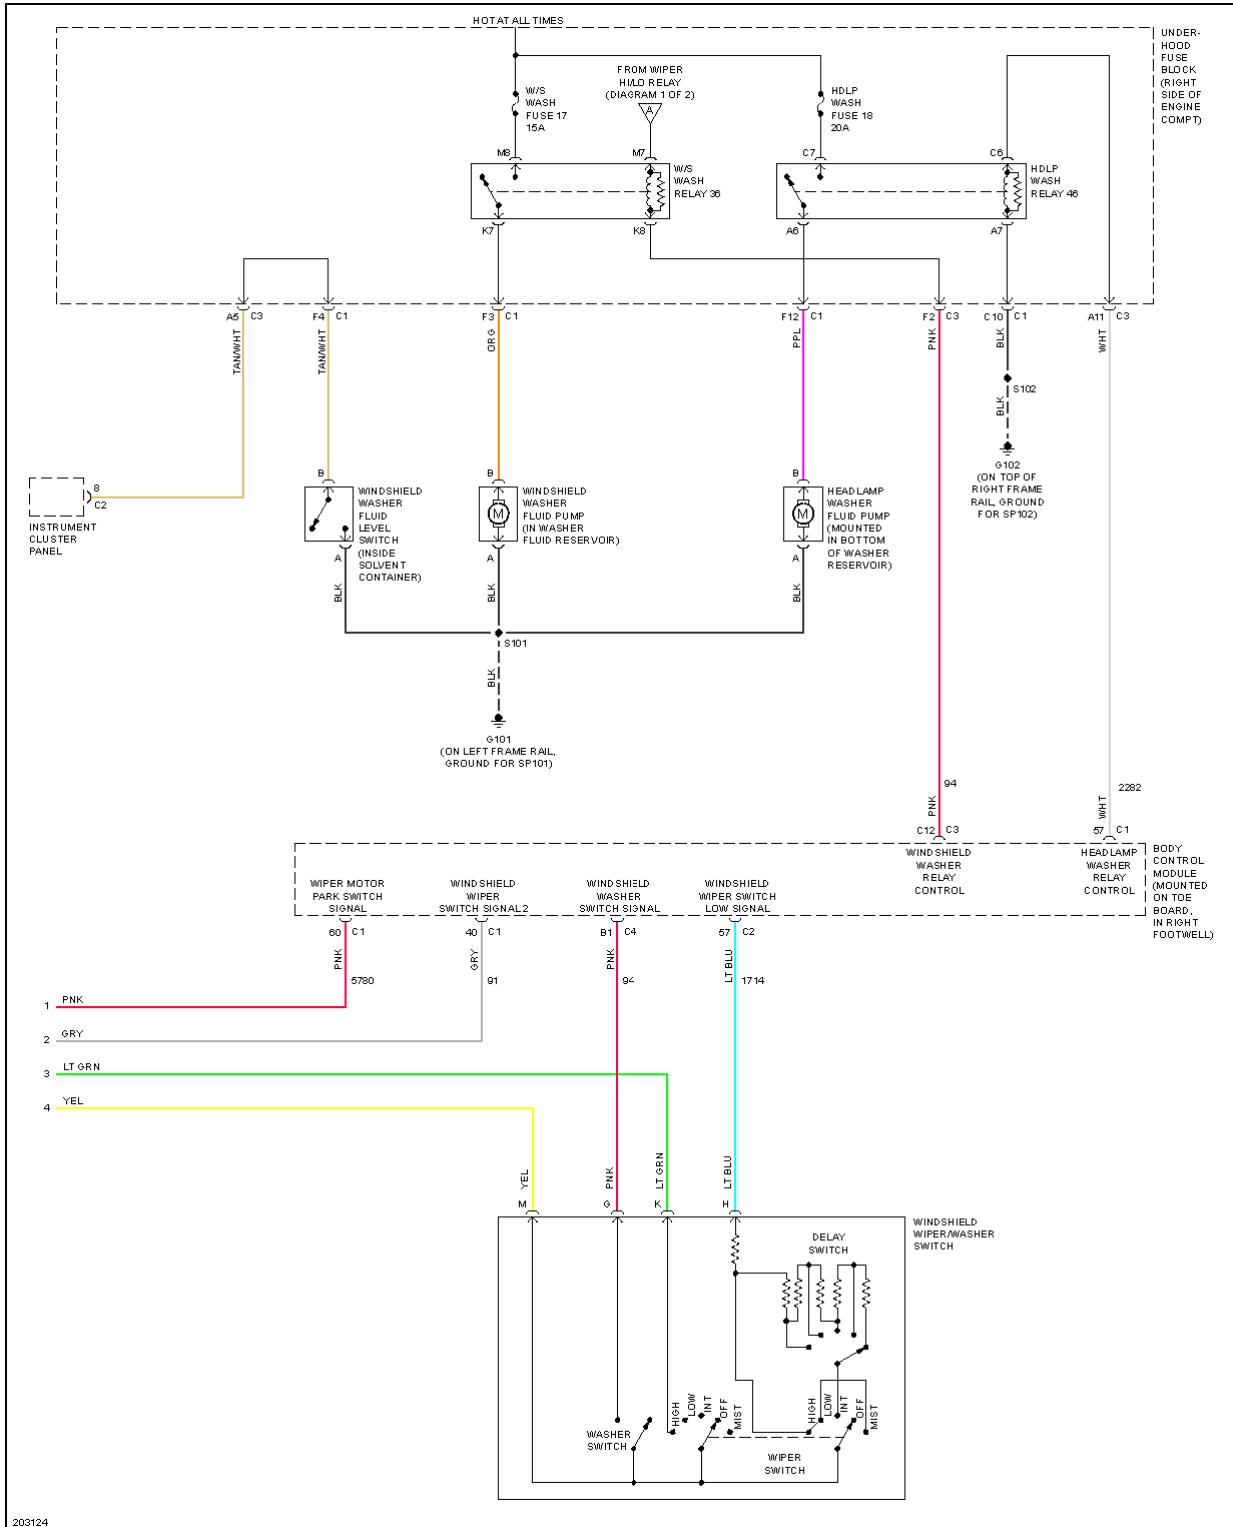 HOT AT ALL TIMES
UNDER-
HOOD
FUSE
BLOCK
(RIGHT
SIDE OF
ENGINE
COMPT)
W/S
WASH
FUSE 17
15A
FROM WIPER
HI/LO RELAY
(DIAGRAM 1 OF 2)
A
HDLP
WASH
FUSE 18
20A
M8
M7
C7
C6
W/S
WASH
RELAY 36
HDLP
WASH
RELAY 46
K7
K8
A6
A7
A5 C3
F4 C1
F3 C1
F12 C1
F2 C3
C10 C1
A11 C3
TAN/WHT
TAN/WHT
ORG
PPL
PNK
BLK
WHT
S102
BLK
G102
(ON TOP OF
RIGHT FRAME
RAIL, GROUND
FOR SP102)
8
C2
INSTRUMENT
CLUSTER
PANEL
B
WINDSHIELD
WASHER
FLUID
LEVEL
SWITCH
(INSIDE
SOLVENT
CONTAINER)
A
B
M
WINDSHIELD
WASHER
FLUID PUMP
(IN WASHER
FLUID RESERVOIR)
A
B
M
HEADLAMP
WASHER
FLUID PUMP
(MOUNTED
IN BOTTOM
OF WASHER
RESERVOIR)
A
BLK
BLK
BLK
S101
BLK
G101
(ON LEFT FRAME RAIL,
GROUND FOR SP101)
94
PNK
2282
WHT
C12 C3
57 C1
WINDSHIELD
WASHER
RELAY
CONTROL
HEADLAMP
WASHER
RELAY
CONTROL
BODY
CONTROL
MODULE
(MOUNTED
ON TOE
BOARD,
IN RIGHT
FOOTWELL)
WIPER MOTOR
PARK SWITCH
SIGNAL
WINDSHIELD
WIPER
SWITCH SIGNAL 2
WINDSHIELD
WASHER
SWITCH SIGNAL
WINDSHIELD
WIPER SWITCH
LOW SIGNAL
60 C1
40 C1
B1 C4
57 C2
PNK
5780
GRY
91
PNK
94
LT BLU
1714
1 PNK
2 GRY
3 LT GRN
4 YEL
YEL
PNK
LT GRN
LT BLU
M
G
K
H
WINDSHIELD
WIPER/WASHER
SWITCH
DELAY
SWITCH
HIGH
LOW
INT
OFF
MIST
HIGH
LOW
INT
OFF
MIST
WASHER
SWITCH
WIPER
SWITCH
203124